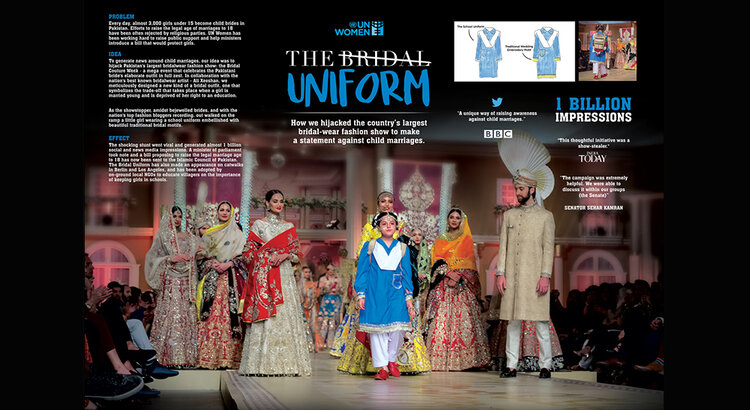 PROBLEM
Every day, almost 3,000 girls under 15 become child brides in
Pakistan. Efforts to raise the legal age of marriages to 18
have been often rejected by religious parties. UN Women has
been working hard to raise public support and help ministers
introduce a bill that would protect girls.
IDEA
To generate news around child marriages, our idea was to
hijack Pakistan's largest bridalwear fashion show- the Bridal
Couture Week - a mega event that celebrates the Pakistani
bride's elaborate outfit in full zest. In collaboration with the
nation's best known bridalwear artist - Ali Xeeshan, we
meticulously designed a new kind of a bridal outfit, one that
symbolizes the trade-off that takes place when a girl is
married young and is deprived of her right to an education.
As the showstopper, amidst bejewelled brides, and with the
nation's top fashion bloggers recording, out walked on the
ramp a little girl wearing a school uniform embellished with
beautiful traditional bridal motifs.
EFFECT
The shocking stunt went viral and generated almost 1 billion
social and news media impressions. A minister of parliament
took note and a bill proposing to raise the legal marriage age
to 18 has now been sent to the Islamic Council of Pakistan.
The Bridal Uniform has also made an appearance on catwalks
in Berlin and Los Angeles, and has been adopted by
on-ground local NGOs to educate villagers on the importance
of keeping girls in schools.
UN
WOMEN
THE BRIDAL
UNIFORM
How we hijacked the country's largest
bridal-wear fashion show to make
a statement against child marriages.
The School Uniform
Traditional Wedding
Embroidery Motif
"A unique way of raising awareness
against child marriages."
BBC
1 BILLION
IMPRESSIONS
"This thoughtful initiative was a
show-stealer."
INDIA
TODAY
"The campaign was extremely
helpful. We were able to
discuss it within our groups
(the Senate)"
SENATOR SEHAR KAMRAN